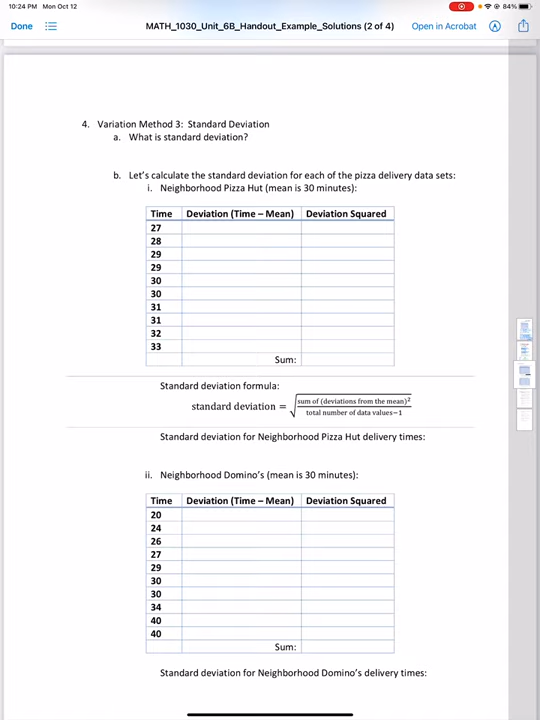 10:24 PM Mon Oct 12
84%
Done
MATH_1030_Unit_6B_Handout_Example_Solutions (2 of 4)
Open in Acrobat
4. Variation Method 3: Standard Deviation
a. What is standard deviation?
b. Let's calculate the standard deviation for each of the pizza delivery data sets:
i. Neighborhood Pizza Hut (mean is 30 minutes):
Time Deviation (Time – Mean) Deviation Squared
27
28
29
29
30
30
31
31
32
33
Sum:
Standard deviation formula:
standard deviation = √ sum of (deviations from the mean)²
total number of data values−1
Standard deviation for Neighborhood Pizza Hut delivery times:
ii. Neighborhood Domino's (mean is 30 minutes):
Time Deviation (Time – Mean) Deviation Squared
20
24
26
27
29
30
30
34
40
40
Sum:
Standard deviation for Neighborhood Domino's delivery times: